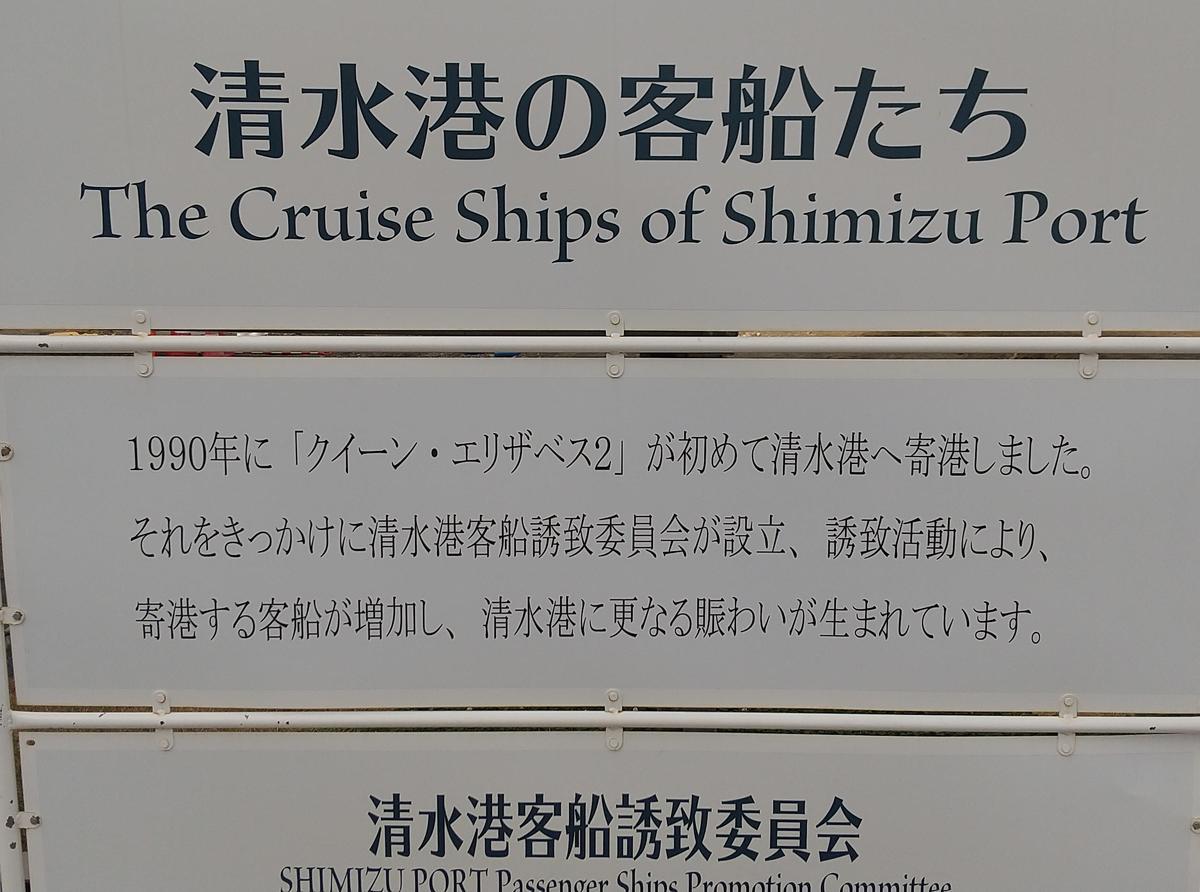 清水港の客船たち
The Cruise Ships of Shimizu Port
1990年に「クイーン・エリザベス2」が初めて清水港へ寄港しました。
それをきっかけに清水港客船誘致委員会が設立、誘致活動により、
寄港する客船が増加し、清水港に更なる賑わいが生まれています。
清水港客船誘致委員会
SHIMIZU PORT Passenger Ships Promotion Committee